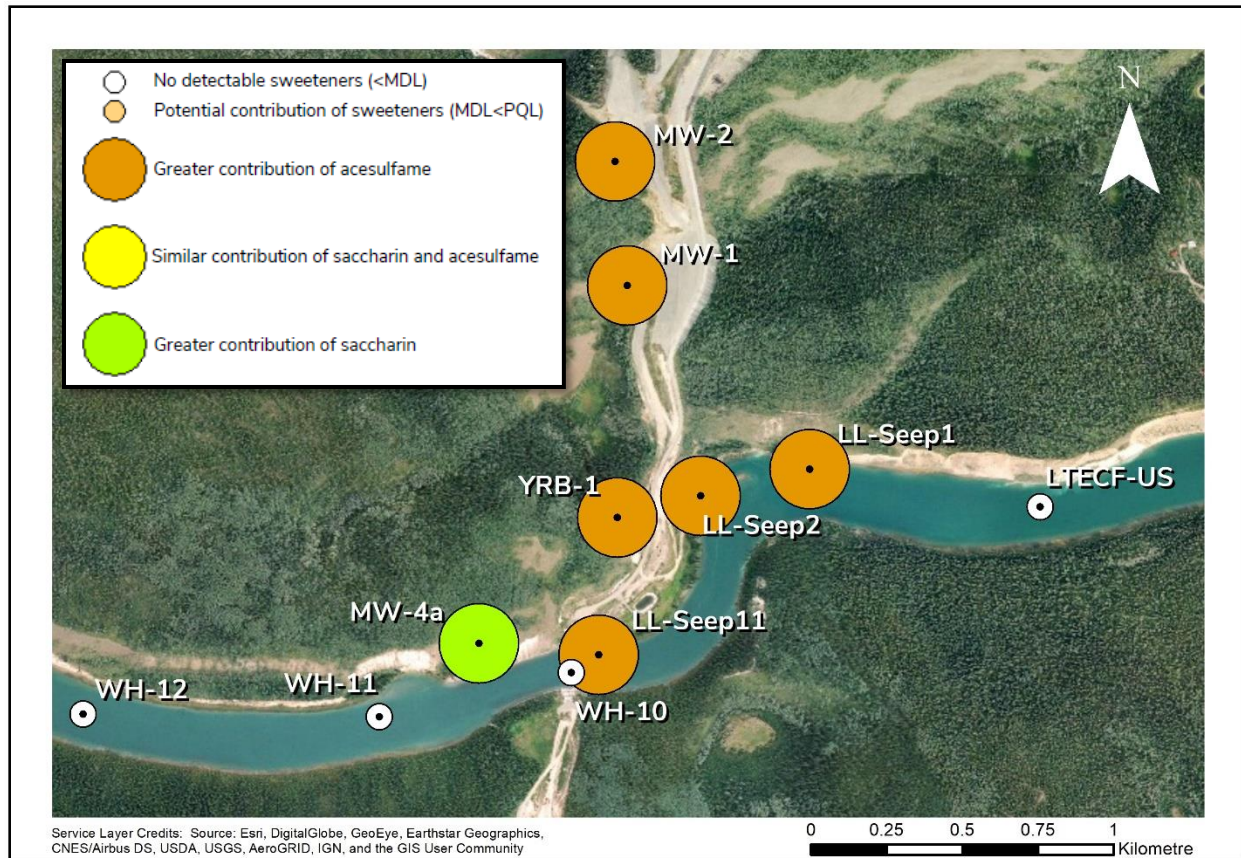 No detectable sweeteners (<MDL)
Potential contribution of sweeteners (MDL<PQL)
Greater contribution of acesulfame
Similar contribution of saccharin and acesulfame
Greater contribution of saccharin
N
MW-2
MW-1
LL-Seep1
LTECF-US
YRB-1
LL-Seep2
MW-4a
LL-Seep11
WH-12
WH-11
WH-10
Service Layer Credits: Source: Esri, DigitalGlobe, GeoEye, Earthstar Geographics,
CNES/Airbus DS, USDA, USGS, AeroGRID, IGN, and the GIS User Community
0 0.25 0.5 0.75 1
Kilometre